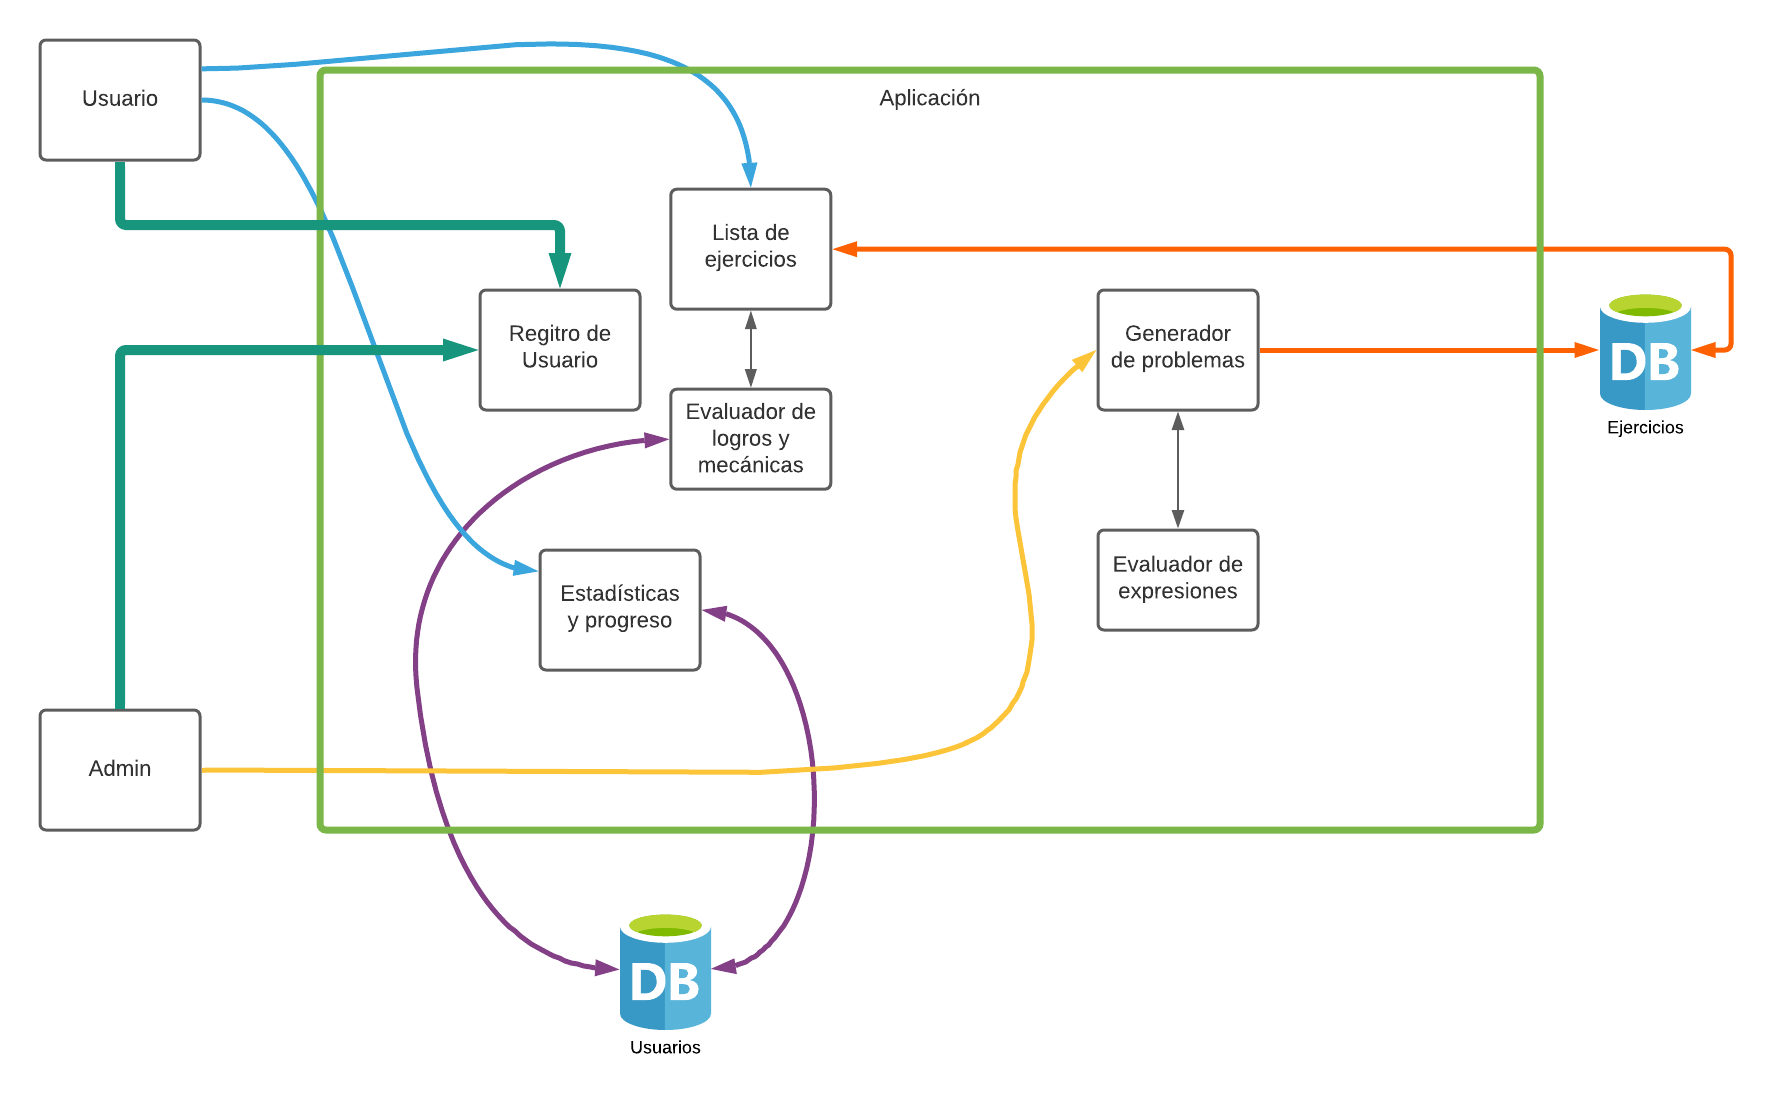 Usuario
Aplicación
Lista de
ejercicios
Regitro de
Usuario
Generador
de problemas
DB
Ejercicios
Evaluador de
logros y
mecánicas
Evaluador de
expresiones
Estadísticas
y progreso
Admin
DB
Usuarios